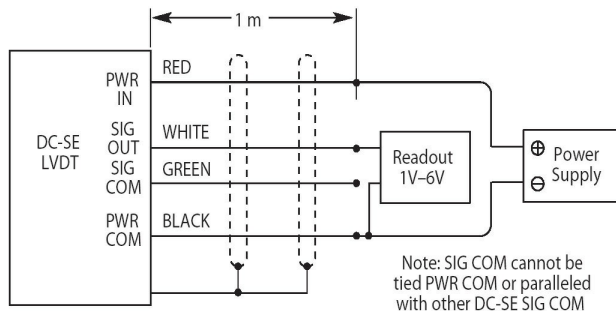 1 m
RED
PWR
IN
DC-SE
LVDT
SIG
OUT
WHITE
SIG
COM
GREEN
PWR
COM
BLACK
Readout
1V–6V
⊕
⊖
Power
Supply
Note: SIG COM cannot be
tied PWR COM or paralleled
with other DC-SE SIG COM